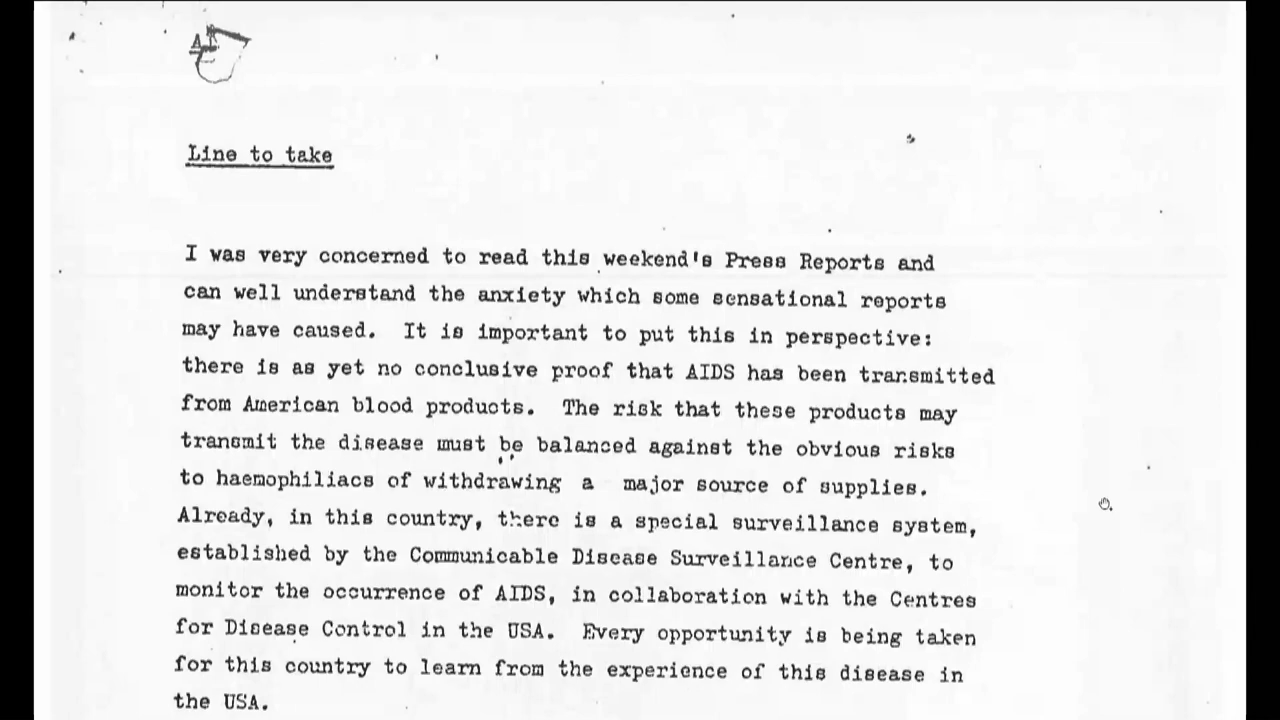 Line to take
I was very concerned to read this weekend's Press Reports and
can well understand the anxiety which some sensational reports
may have caused. It is important to put this in perspective:
there is as yet no conclusive proof that AIDS has been transmitted
from American blood products. The risk that these products may
transmit the disease must be balanced against the obvious risks
to haemophiliacs of withdrawing a major source of supplies.
Already, in this country, there is a special surveillance system,
established by the Communicable Disease Surveillance Centre, to
monitor the occurrence of AIDS, in collaboration with the Centres
for Disease Control in the USA. Every opportunity is being taken
for this country to learn from the experience of this disease in
the USA.